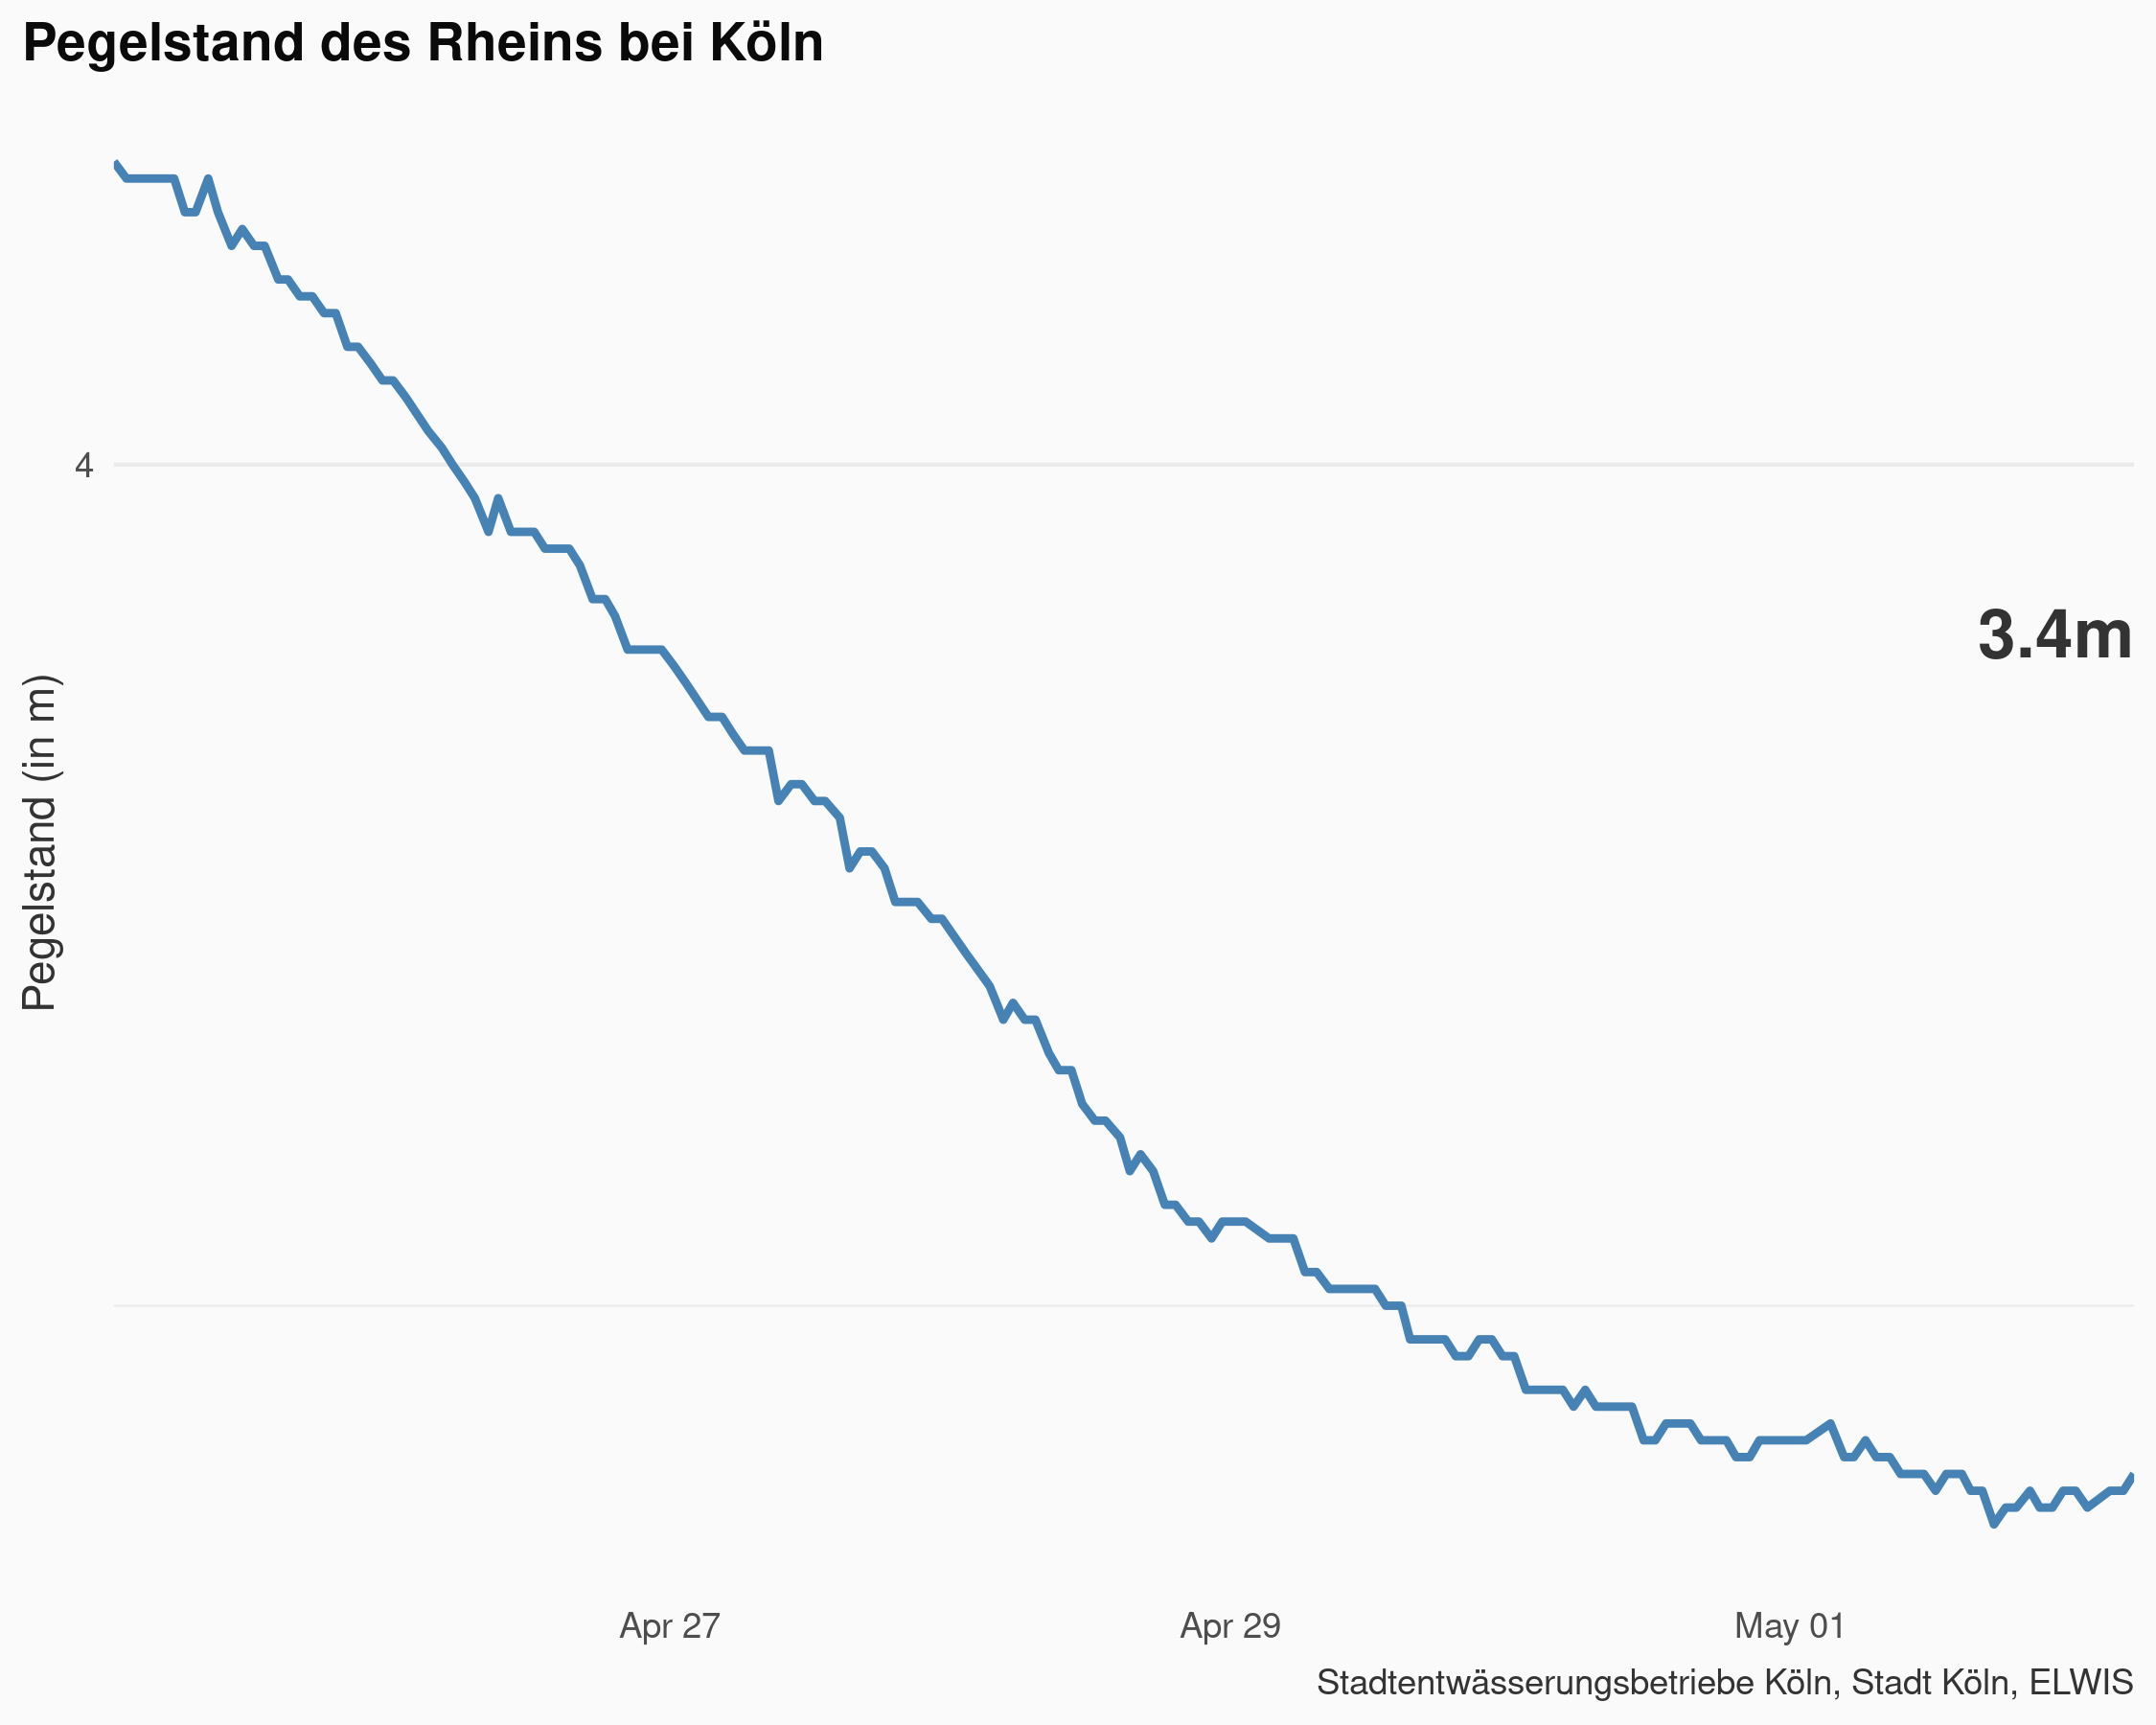 Pegelstand des Rheins bei Köln
4
3.4m
Pegelstand (in m)
Apr 27
Apr 29
May 01
Stadtentwässerungsbetriebe Köln, Stadt Köln, ELWIS